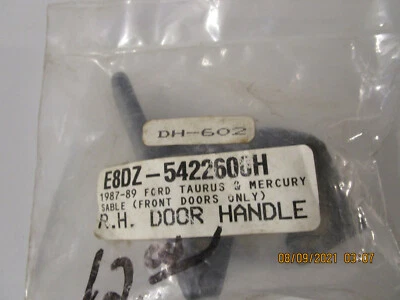 DH-602
E8DZ-5422600H
1987-89 FORD TAURUS & MERCURY
SABLE (FRONT DOORS ONLY)
R.H. DOOR HANDLE
08/09/2021 03:07